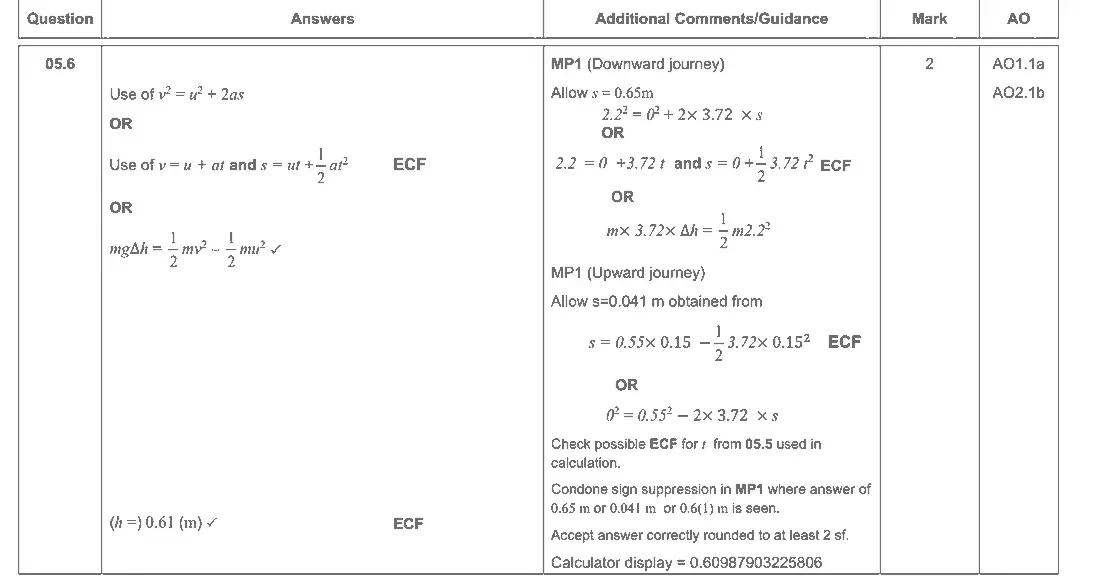 Question Answers Additional Comments/Guidance Mark AO
05.6 MP1 (Downward journey) 2 AO1.1a
Use of v² = u² + 2as Allow s = 0.65m AO2.1b
2.2² = 0² + 2× 3.72 × s
OR OR
Use of v = u + at and s = ut + 1/2 at² ECF 2.2 = 0 +3.72 t and s = 0 + 1/2 3.72 t² ECF
OR OR
mgΔh = 1/2 mv² – 1/2 mu² ✓ m× 3.72× Δh = 1/2 m2.2²
MP1 (Upward journey)
Allow s=0.041 m obtained from
s = 0.55× 0.15 – 1/2 3.72× 0.15² ECF
OR
0² = 0.55² – 2× 3.72 × s
Check possible ECF for t from 05.5 used in
calculation.
Condone sign suppression in MP1 where answer of
0.65 m or 0.041 m or 0.6(1) m is seen.
(h =) 0.61 (m) ✓ ECF
Accept answer correctly rounded to at least 2 sf.
Calculator display = 0.60987903225806